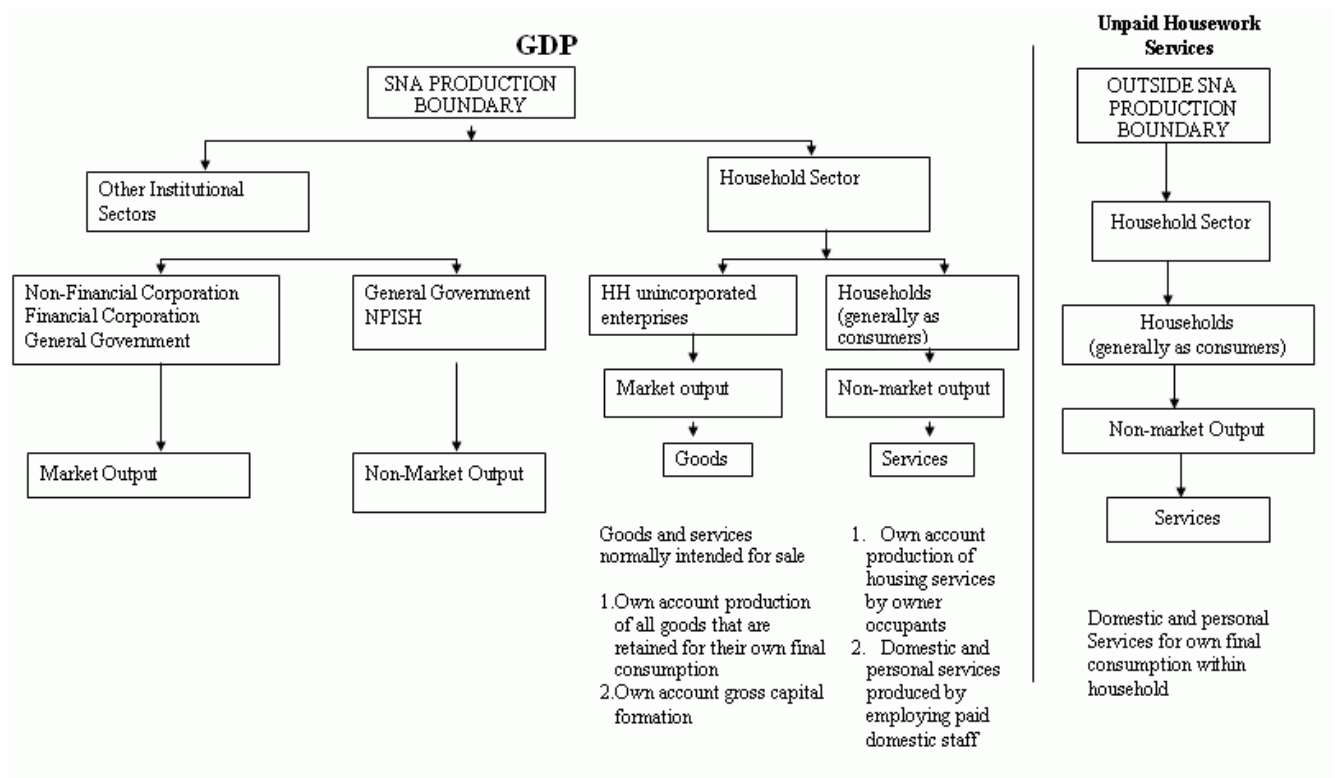 GDP
SNA PRODUCTION
BOUNDARY
Other Institutional
Sectors
Household Sector
Non-Financial Corporation
Financial Corporation
General Government
General Government
NPISH
HH unincorporated
enterprises
Households
(generally as
consumers)
Market output
Non-market output
Goods
Services
Market Output
Non-Market Output
Goods and services
normally intended for sale
1.Own account production
of all goods that are
retained for their own final
consumption
2.Own account gross capital
formation
1. Own account
production of
housing services
by owner
occupants
2. Domestic and
personal services
produced by
employing paid
domestic staff
Unpaid Housework
Services
OUTSIDE SNA
PRODUCTION
BOUNDARY
Household Sector
Households
(generally as consumers)
Non-market Output
Services
Domestic and personal
Services for own final
consumption within
household